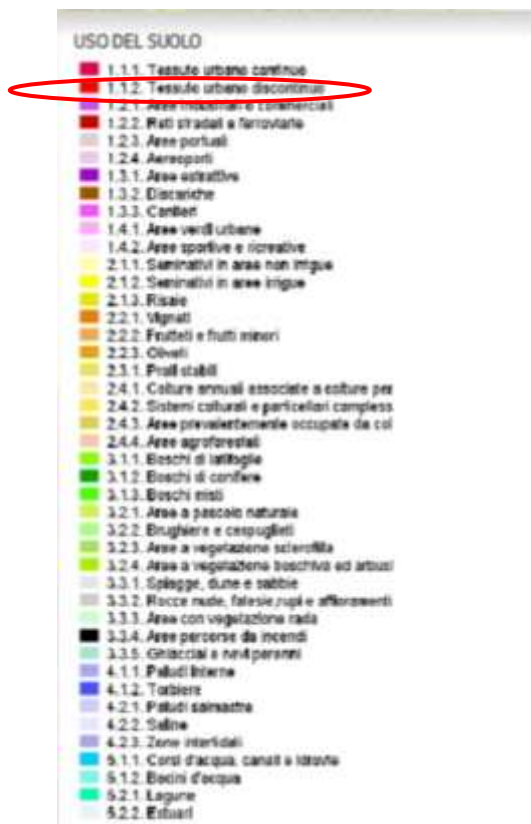 USO DEL SUOLO
1.1.1. Tessuto urbano continuo
1.1.2. Tessuto urbano discontinuo
1.2.1. Aree industriali e commerciali
1.2.2. Reti stradali e ferroviarie
1.2.3. Aree portuali
1.2.4. Aereoporti
1.3.1. Aree estrattive
1.3.2. Discariche
1.3.3. Cantieri
1.4.1. Aree verdi urbane
1.4.2. Aree sportive e ricreative
2.1.1. Seminativi in aree non irrigue
2.1.2. Seminativi in aree irrigue
2.1.3. Risaie
2.2.1. Vigneti
2.2.2. Frutteti e frutti minori
2.2.3. Oliveti
2.3.1. Prati stabili
2.4.1. Colture annuali associate a colture per
2.4.2. Sistemi colturali e particellari compless
2.4.3. Aree prevalentemente occupate da col
2.4.4. Aree agroforestali
3.1.1. Boschi di latifoglie
3.1.2. Boschi di conifere
3.1.3. Boschi misti
3.2.1. Aree a pascolo naturale
3.2.2. Brughiere e cespuglieti
3.2.3. Aree a vegetazione sclerofilla
3.2.4. Aree a vegetazione boschiva ed arbust
3.3.1. Spiagge, dune e sabbie
3.3.2. Rocce nude, falesie,rupi e affioramenti
3.3.3. Aree con vegetazione rada
3.3.4. Aree percorse da incendi
3.3.5. Ghiacciai e nevi perenni
4.1.1. Paludi interne
4.1.2. Torbiere
4.2.1. Paludi salmastre
4.2.2. Saline
4.2.3. Zone intertidali
5.1.1. Corsi d'acqua, canali e idrovie
5.1.2. Bacini d'acqua
5.2.1. Lagune
5.2.2. Estuari